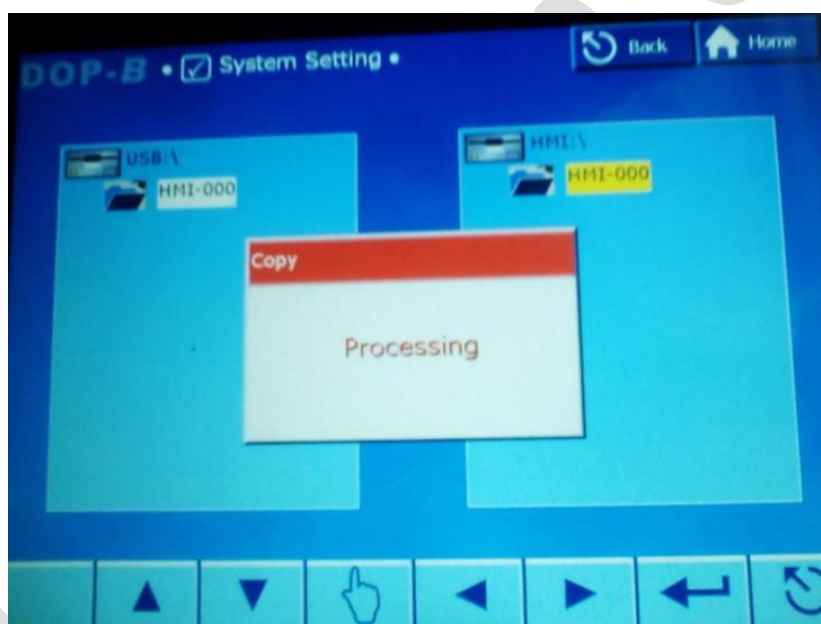 DOP-B • System Setting •
Back
Home
USB:\
HMI-000
HMI:\
HMI-000
Copy
Processing